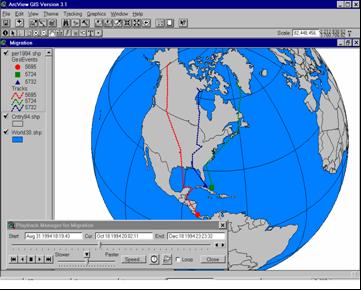 ArcView GIS Version 3.1
File Edit View Theme Tracking Graphics Window Help
Scale 82,448,456
Migration
per1994.shp
GeoEvents
5695
5724
5732
Tracks
5695
5724
5732
Cntry94.shp
World30.shp
Playback Manager for Migration
Start: Aug 31 1994 18:19:43 Cur: Oct 18 1994 20:02:11 End: Dec 18 1994 23:23:32
Slower Faster
Speed... Loop Close